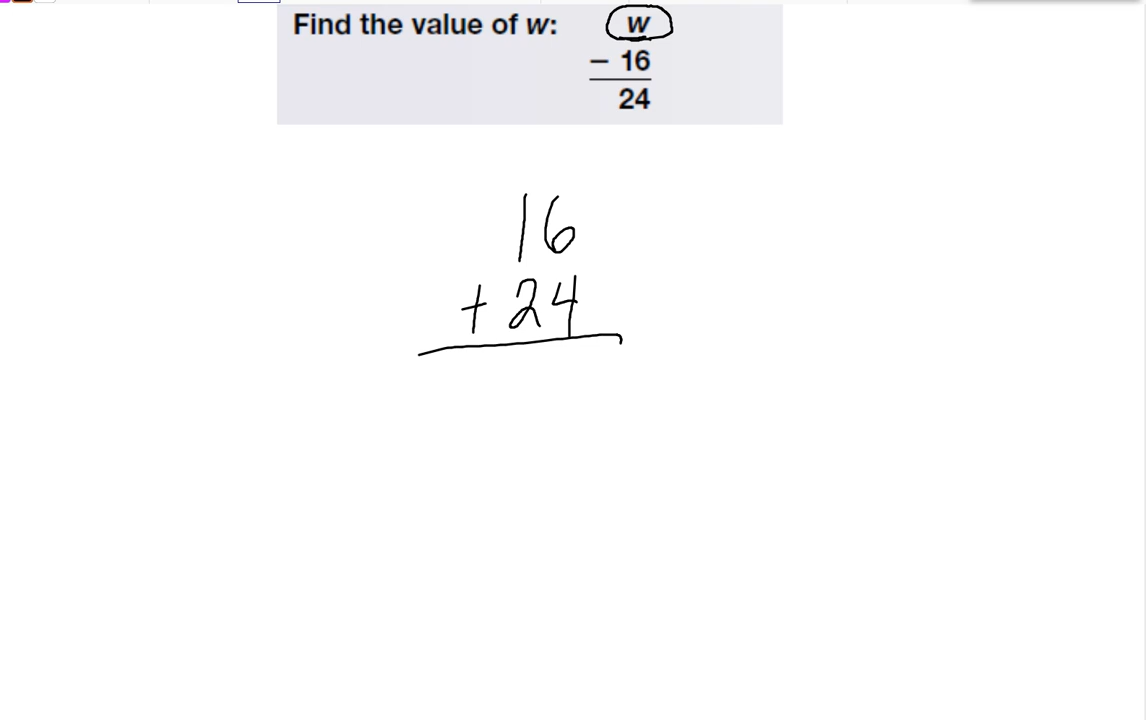 Find the value of w: w
− 16
24
16
+ 24